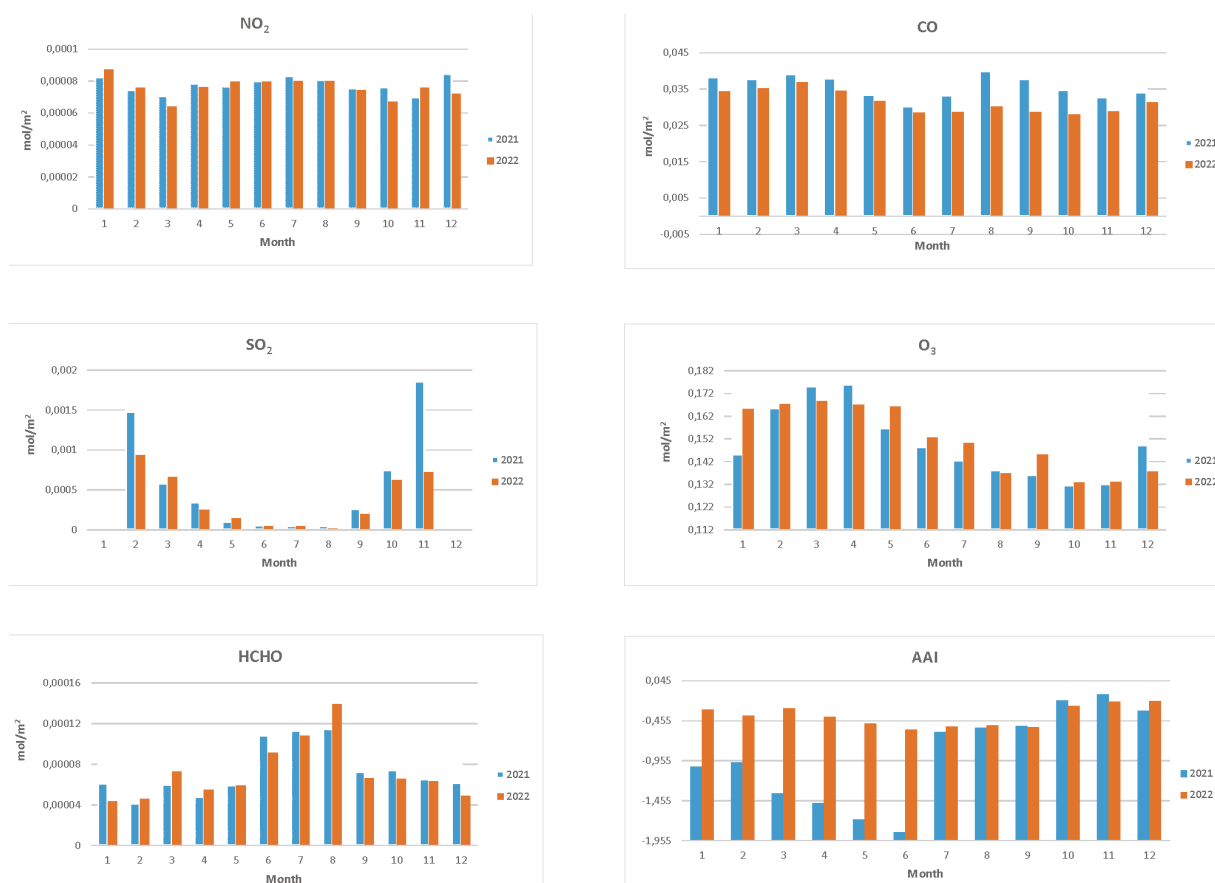 NO₂
0,0001
0,00008
0,00006
0,00004
0,00002
0
mol/m²
1 2 3 4 5 6 7 8 9 10 11 12
Month
2021
2022
CO
0,045
0,035
0,025
0,015
0,005
-0,005
mol/m²
1 2 3 4 5 6 7 8 9 10 11 12
Month
2021
2022
SO₂
0,002
0,0015
0,001
0,0005
0
mol/m²
1 2 3 4 5 6 7 8 9 10 11 12
Month
2021
2022
O₃
0,182
0,172
0,162
0,152
0,142
0,132
0,122
0,112
mol/m²
1 2 3 4 5 6 7 8 9 10 11 12
Month
2021
2022
HCHO
0,00016
0,00012
0,00008
0,00004
0
mol/m²
1 2 3 4 5 6 7 8 9 10 11 12
Month
2021
2022
AAI
0,045
-0,455
-0,955
-1,455
-1,955
1 2 3 4 5 6 7 8 9 10 11 12
Month
2021
2022